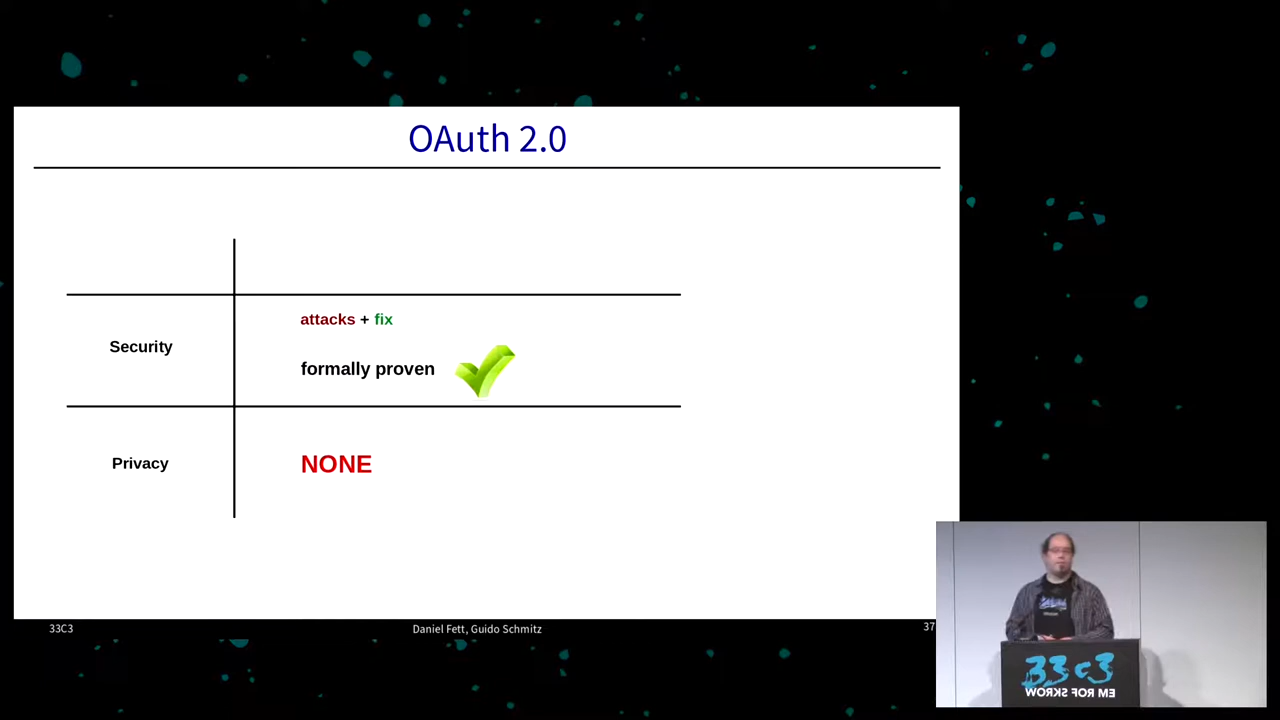 OAuth 2.0
attacks + fix
Security
formally proven
Privacy
NONE
33C3
Daniel Fett, Guido Schmitz
37
33c3
WORKS FOR ME